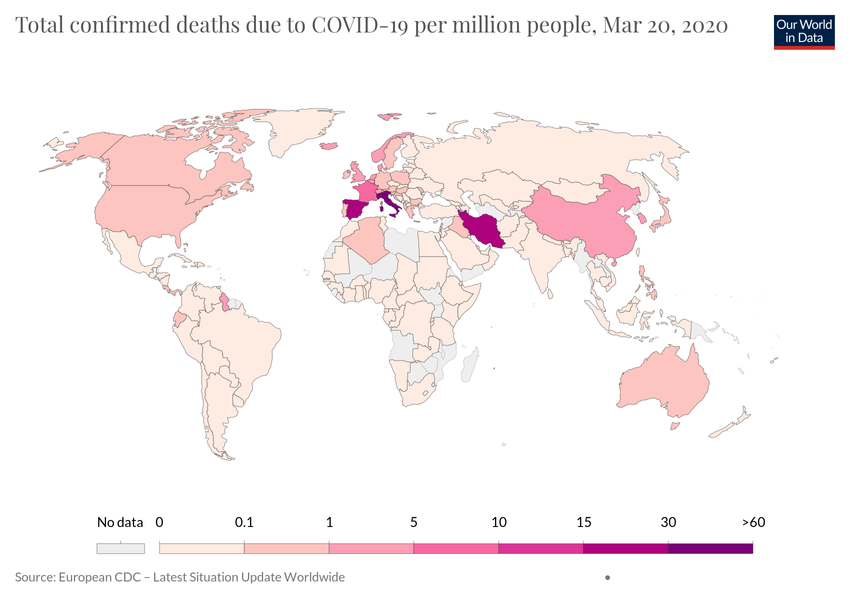 Total confirmed deaths due to COVID-19 per million people, Mar 20, 2020
Our World
in Data
No data 0 0.1 1 5 10 15 30 >60
Source: European CDC – Latest Situation Update Worldwide